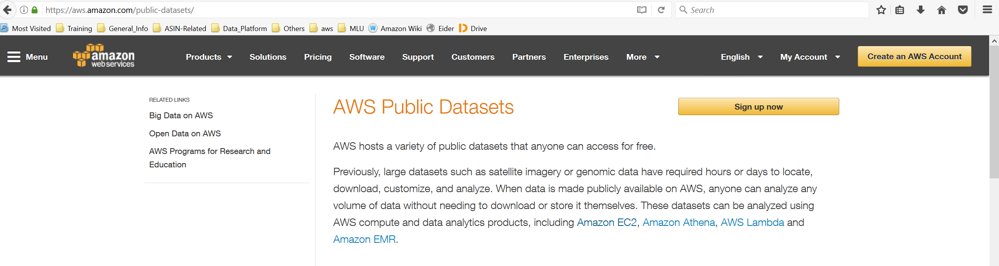 https://aws.amazon.com/public-datasets/
Search
Most Visited Training General_Info ASIN-Related Data_Platform Others aws MLU Amazon Wiki Eider Drive
Menu
amazon
web services
Products Solutions Pricing Software Support Customers Partners Enterprises More English My Account Create an AWS Account
RELATED LINKS
Big Data on AWS
Open Data on AWS
AWS Programs for Research and
Education
AWS Public Datasets
Sign up now
AWS hosts a variety of public datasets that anyone can access for free.
Previously, large datasets such as satellite imagery or genomic data have required hours or days to locate,
download, customize, and analyze. When data is made publicly available on AWS, anyone can analyze any
volume of data without needing to download or store it themselves. These datasets can be analyzed using
AWS compute and data analytics products, including Amazon EC2, Amazon Athena, AWS Lambda and
Amazon EMR.